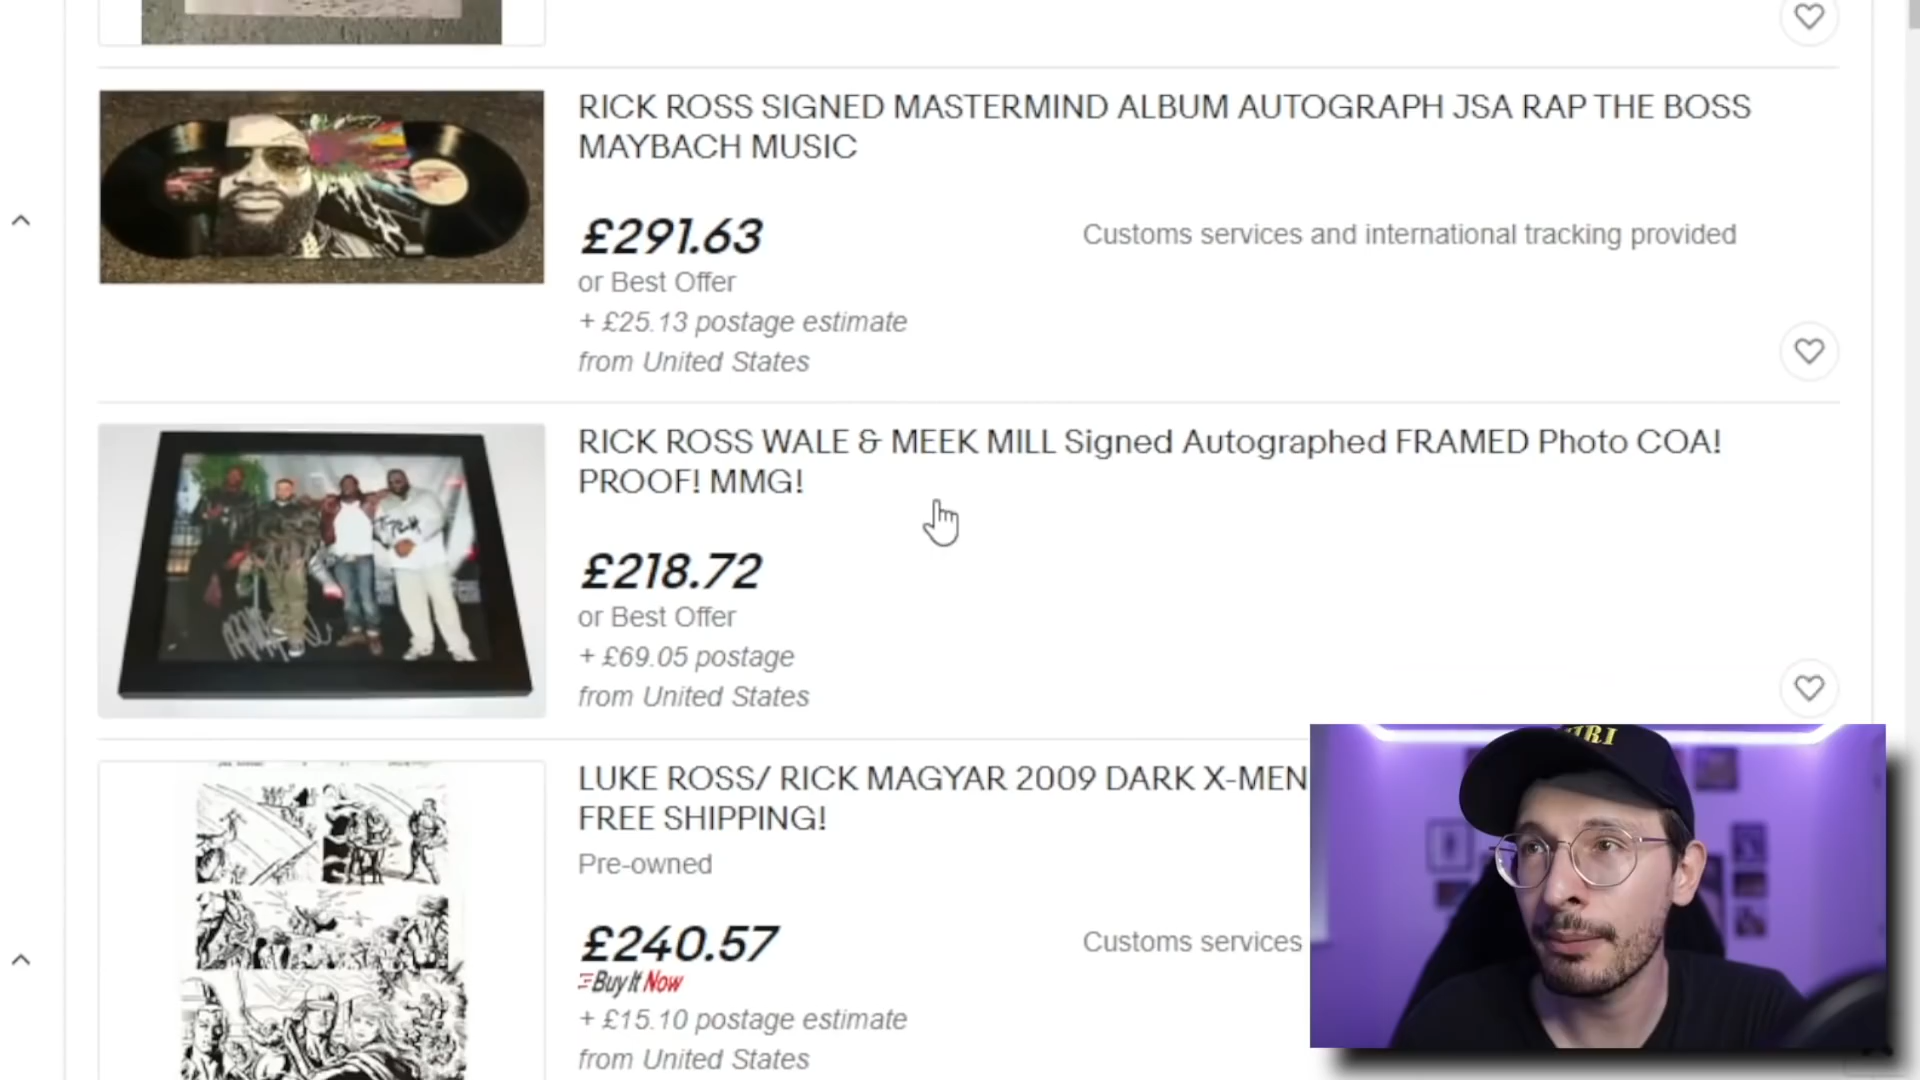 RICK ROSS SIGNED MASTERMIND ALBUM AUTOGRAPH JSA RAP THE BOSS
MAYBACH MUSIC
£291.63
Customs services and international tracking provided
or Best Offer
+ £25.13 postage estimate
from United States
RICK ROSS WALE & MEEK MILL Signed Autographed FRAMED Photo COA!
PROOF! MMG!
£218.72
or Best Offer
+ £69.05 postage
from United States
LUKE ROSS/ RICK MAGYAR 2009 DARK X-MEN
FREE SHIPPING!
Pre-owned
£240.57
Customs services
Buy It Now
+ £15.10 postage estimate
from United States